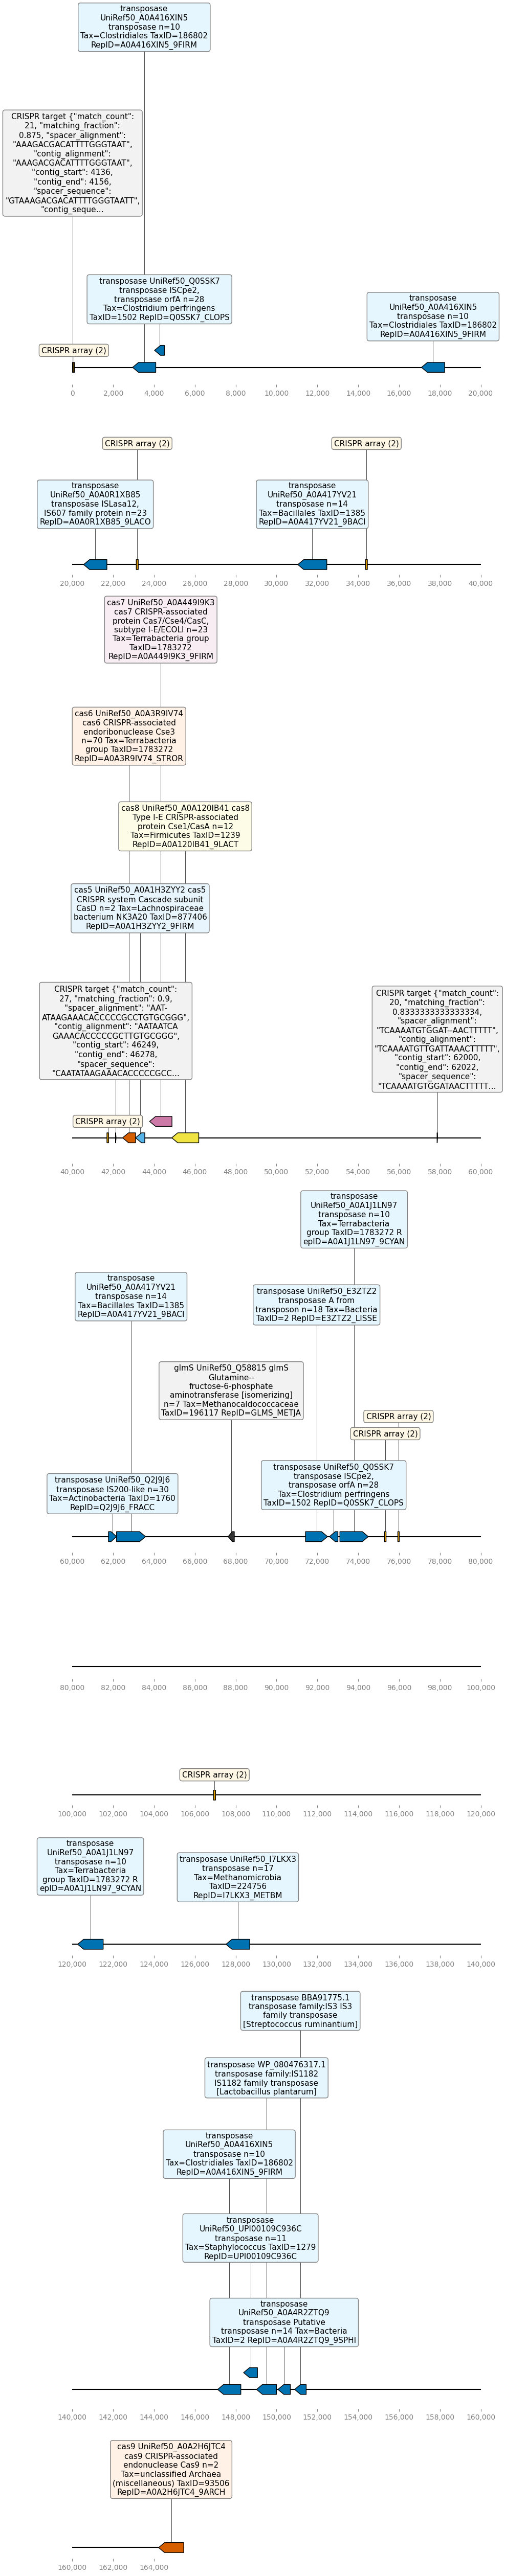 transposase
UniRef50_A0A416XIN5
transposase n=10
Tax=Clostridiales TaxID=186802
RepID=A0A416XIN5_9FIRM
CRISPR target {"match_count":
21, "matching_fraction":
0.875, "spacer_alignment":
"AAAGACGACATTTTGGGTAAT",
"contig_alignment":
"AAAGACGACATTTTGGGTAAT",
"contig_start": 4136,
"contig_end": 4156,
"spacer_sequence":
"GTAAAGACGACATTTTGGGTAATT",
"contig_seque...
transposase UniRef50_Q0SSK7
transposase ISCpe2,
transposase orfA n=28
Tax=Clostridium perfringens
TaxID=1502 RepID=Q0SSK7_CLOPS
transposase
UniRef50_A0A416XIN5
transposase n=10
Tax=Clostridiales TaxID=186802
RepID=A0A416XIN5_9FIRM
CRISPR array (2)
0 2,000 4,000 6,000 8,000 10,000 12,000 14,000 16,000 18,000 20,000
CRISPR array (2) CRISPR array (2)
transposase
UniRef50_A0A0R1XB85
transposase ISLasa12,
IS607 family protein n=23
RepID=A0A0R1XB85_9LACO
transposase
UniRef50_A0A417YV21
transposase n=14
Tax=Bacillales TaxID=1385
RepID=A0A417YV21_9BACI
20,000 22,000 24,000 26,000 28,000 30,000 32,000 34,000 36,000 38,000 40,000
cas7 UniRef50_A0A449I9K3
cas7 CRISPR-associated
protein Cas7/Cse4/CasC,
subtype I-E/ECOLI n=23
Tax=Terrabacteria group
TaxID=1783272
RepID=A0A449I9K3_9FIRM
cas6 UniRef50_A0A3R9IV74
cas6 CRISPR-associated
endoribonuclease Cse3
n=70 Tax=Terrabacteria
group TaxID=1783272
RepID=A0A3R9IV74_STROR
cas8 UniRef50_A0A120IB41 cas8
Type I-E CRISPR-associated
protein Cse1/CasA n=12
Tax=Firmicutes TaxID=1239
RepID=A0A120IB41_9LACT
cas5 UniRef50_A0A1H3ZYY2 cas5
CRISPR system Cascade subunit
CasD n=2 Tax=Lachnospiraceae
bacterium NK3A20 TaxID=877406
RepID=A0A1H3ZYY2_9FIRM
CRISPR target {"match_count":
27, "matching_fraction": 0.9,
"spacer_alignment": "AAT-
ATAAGAAACACCCCCGCCTGTGCGGG",
"contig_alignment": "AATAATCA
GAAACACCCCCGCTTGTGCGGG",
"contig_start": 46249,
"contig_end": 46278,
"spacer_sequence":
"CAATATAAGAAACACCCCCGCC...
CRISPR target {"match_count":
20, "matching_fraction":
0.8333333333333334,
"spacer_alignment":
"TCAAAATGTGGAT--AACTTTTT",
"contig_alignment":
"TCAAAATGTTGATTAAACTTTTT",
"contig_start": 62000,
"contig_end": 62022,
"spacer_sequence":
"TCAAAATGTGGATAACTTTTT...
CRISPR array (2)
40,000 42,000 44,000 46,000 48,000 50,000 52,000 54,000 56,000 58,000 60,000
transposase
UniRef50_A0A1J1LN97
transposase n=10
Tax=Terrabacteria
group TaxID=1783272 R
epID=A0A1J1LN97_9CYAN
transposase
UniRef50_A0A417YV21
transposase n=14
Tax=Bacillales TaxID=1385
RepID=A0A417YV21_9BACI
transposase UniRef50_E3ZTZ2
transposase A from
transposon n=18 Tax=Bacteria
TaxID=2 RepID=E3ZTZ2_LISSE
glmS UniRef50_Q58815 glmS
Glutamine--
fructose-6-phosphate
aminotransferase [isomerizing]
n=7 Tax=Methanocaldococcaceae
TaxID=196117 RepID=GLMS_METJA
CRISPR array (2)
CRISPR array (2)
transposase UniRef50_Q0SSK7
transposase ISCpe2,
transposase orfA n=28
Tax=Clostridium perfringens
TaxID=1502 RepID=Q0SSK7_CLOPS
transposase UniRef50_Q2J9J6
transposase IS200-like n=30
Tax=Actinobacteria TaxID=1760
RepID=Q2J9J6_FRACC
60,000 62,000 64,000 66,000 68,000 70,000 72,000 74,000 76,000 78,000 80,000
80,000 82,000 84,000 86,000 88,000 90,000 92,000 94,000 96,000 98,000 100,000
CRISPR array (2)
100,000 102,000 104,000 106,000 108,000 110,000 112,000 114,000 116,000 118,000 120,000
transposase
UniRef50_A0A1J1LN97
transposase n=10
Tax=Terrabacteria
group TaxID=1783272 R
epID=A0A1J1LN97_9CYAN
transposase UniRef50_I7LKX3
transposase n=17
Tax=Methanomicrobia
TaxID=224756
RepID=I7LKX3_METBM
120,000 122,000 124,000 126,000 128,000 130,000 132,000 134,000 136,000 138,000 140,000
transposase BBA91775.1
transposase family:IS3 IS3
family transposase
[Streptococcus ruminantium]
transposase WP_080476317.1
transposase family:IS1182
IS1182 family transposase
[Lactobacillus plantarum]
transposase
UniRef50_A0A416XIN5
transposase n=10
Tax=Clostridiales TaxID=186802
RepID=A0A416XIN5_9FIRM
transposase
UniRef50_UPI00109C936C
transposase n=11
Tax=Staphylococcus TaxID=1279
RepID=UPI00109C936C
transposase
UniRef50_A0A4R2ZTQ9
transposase Putative
transposase n=14 Tax=Bacteria
TaxID=2 RepID=A0A4R2ZTQ9_9SPHI
140,000 142,000 144,000 146,000 148,000 150,000 152,000 154,000 156,000 158,000 160,000
cas9 UniRef50_A0A2H6JTC4
cas9 CRISPR-associated
endonuclease Cas9 n=2
Tax=unclassified Archaea
(miscellaneous) TaxID=93506
RepID=A0A2H6JTC4_9ARCH
160,000 162,000 164,000